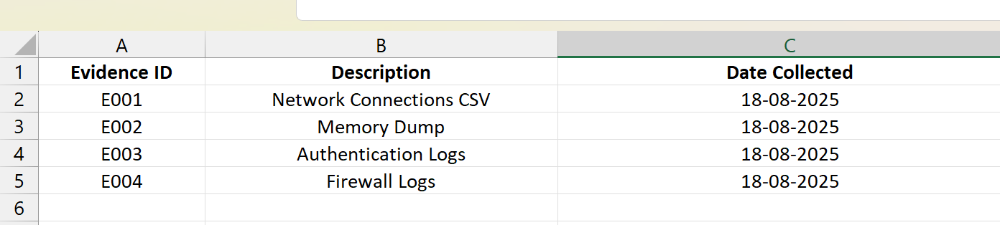 A B C
1 Evidence ID Description Date Collected
2 E001 Network Connections CSV 18-08-2025
3 E002 Memory Dump 18-08-2025
4 E003 Authentication Logs 18-08-2025
5 E004 Firewall Logs 18-08-2025
6